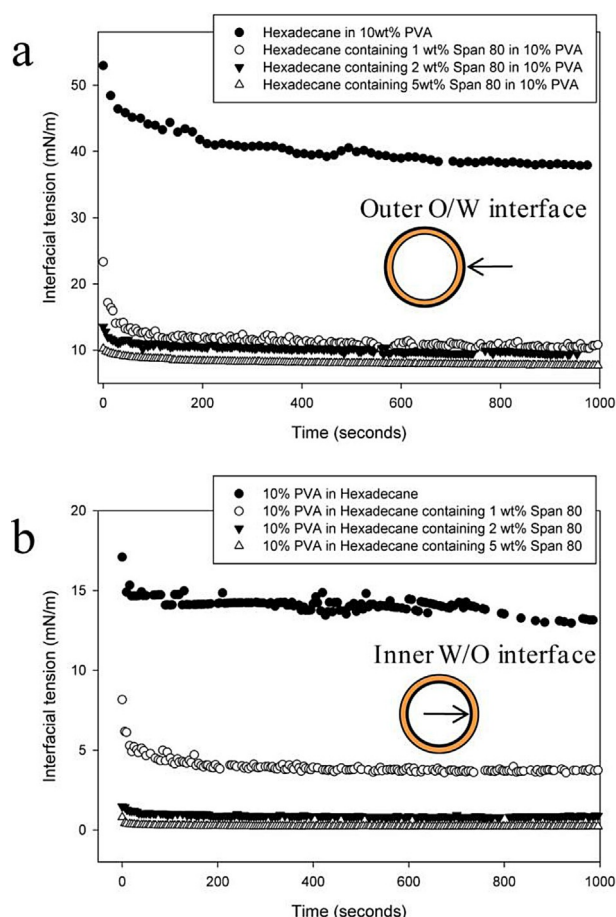 a
Hexadecane in 10wt% PVA
Hexadecane containing 1 wt% Span 80 in 10% PVA
Hexadecane containing 2 wt% Span 80 in 10% PVA
Hexadecane containing 5wt% Span 80 in 10% PVA
50
40
30
20
10
Interfacial tension (mN/m)
Outer O/W interface
0
200
400
600
800
1000
Time (seconds)
b
10% PVA in Hexadecane
10% PVA in Hexadecane containing 1 wt% Span 80
10% PVA in Hexadecane containing 2 wt% Span 80
10% PVA in Hexadecane containing 5 wt% Span 80
20
15
10
5
0
Interfacial tension (mN/m)
Inner W/O interface
0
200
400
600
800
1000
Time (seconds)